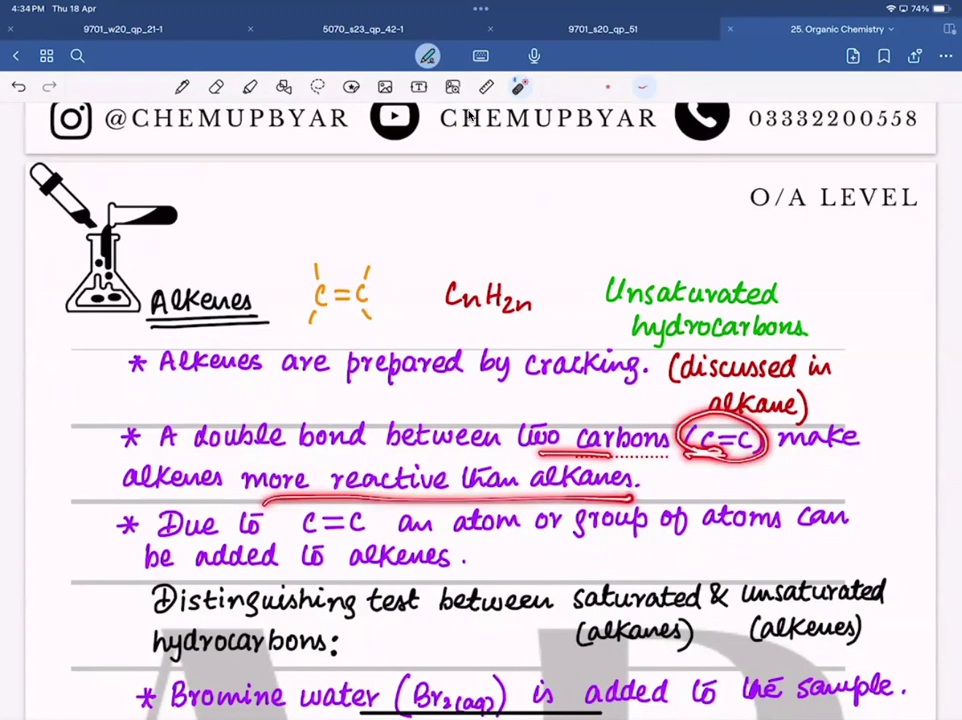 4:34 PM Thu 18 Apr
74%
9701_w20_qp_21-1
5070_s23_qp_42-1
9701_s20_qp_51
25. Organic Chemistry
@CHEMUPBYAR
CHEMUPBYAR
03332200558
O/A LEVEL
Alkenes
C=C
CnH2n
Unsaturated
hydrocarbons
* Alkenes are prepared by cracking. (discussed in
alkane)
* A double bond between two carbons (C=C) make
alkenes more reactive than alkanes.
* Due to C=C an atom or group of atoms can
be added to alkenes.
Distinguishing test between saturated & unsaturated
hydrocarbons: (alkanes) (alkenes)
* Bromine water (Br2(aq)) is added to the sample.